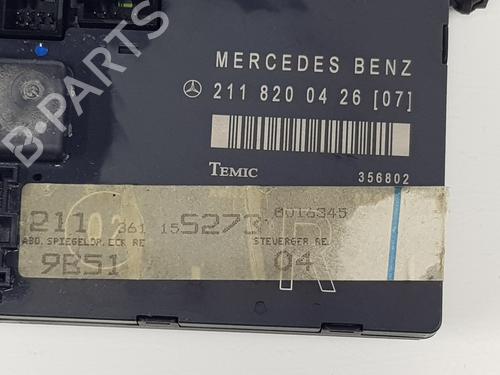 MERCEDES BENZ
211 820 04 26 [07]
TEMIC
356802
211 361 15 5273 8016345
ABD. SPIEGELDR. ECK RE STEUERGER. RE
9B51 04
R
B-PARTS